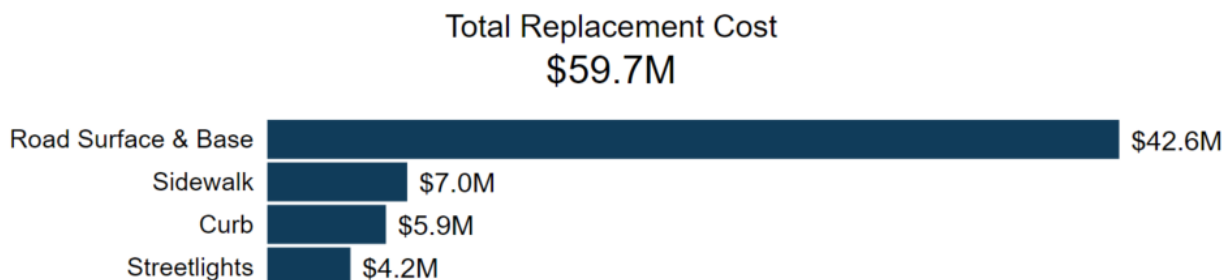 Total Replacement Cost
$59.7M
Road Surface & Base $42.6M
Sidewalk $7.0M
Curb $5.9M
Streetlights $4.2M